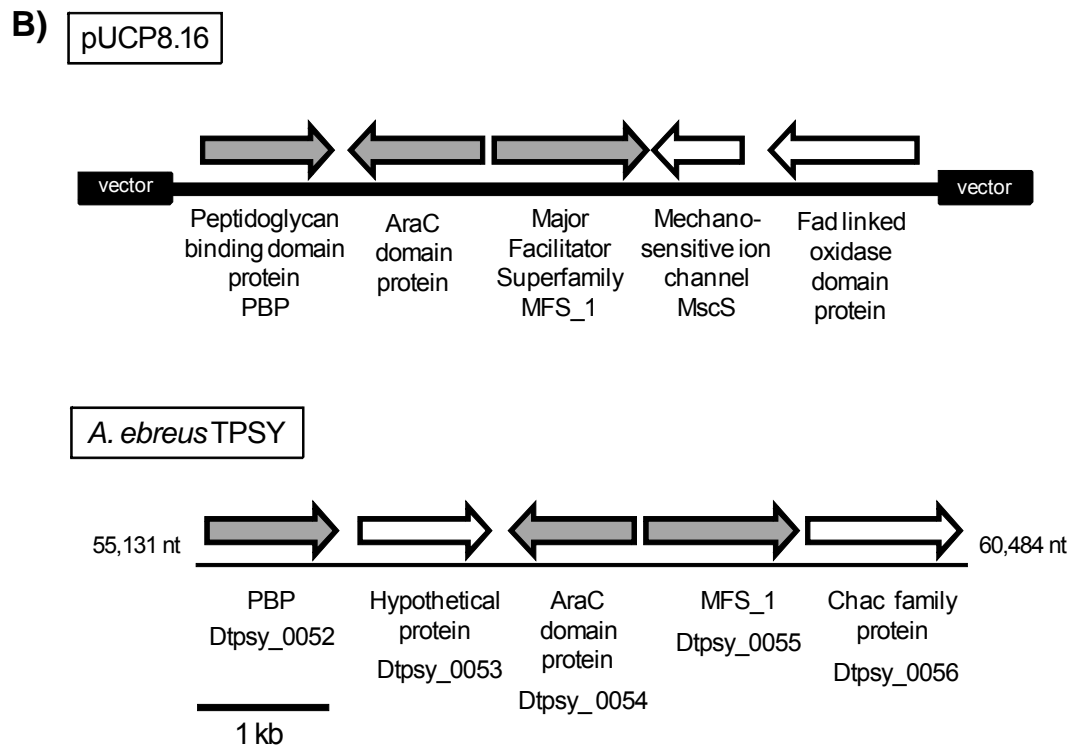 B)
pUCP8.16
vector
vector
Peptidoglycan
binding domain
protein
PBP
AraC
domain
protein
Major
Facilitator
Superfamily
MFS_1
Mechano-
sensitive ion
channel
MscS
Fad linked
oxidase
domain
protein
A. ebreus TPSY
55,131 nt
60,484 nt
PBP
Dtpsy_0052
Hypothetical
protein
Dtpsy_0053
AraC
domain
protein
Dtpsy_0054
MFS_1
Dtpsy_0055
Chac family
protein
Dtpsy_0056
1 kb